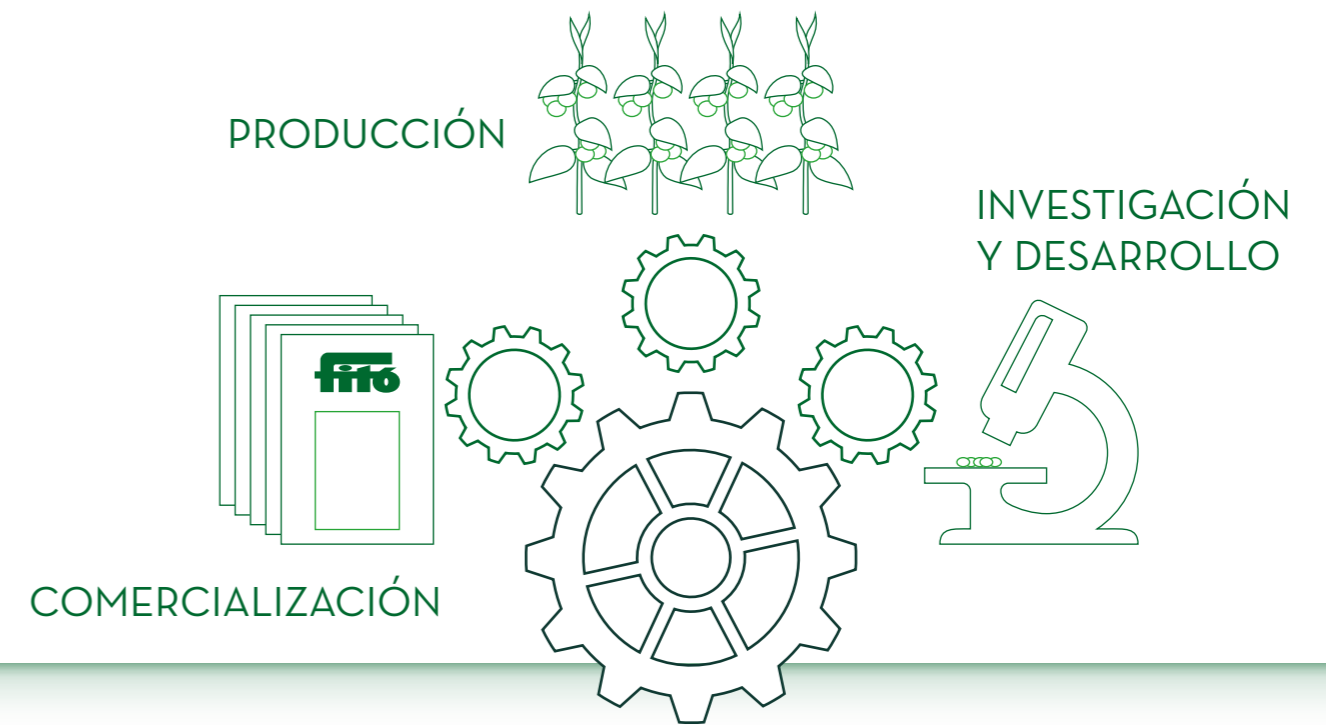 PRODUCCIÓN
INVESTIGACIÓN
Y DESARROLLO
fitó
COMERCIALIZACIÓN